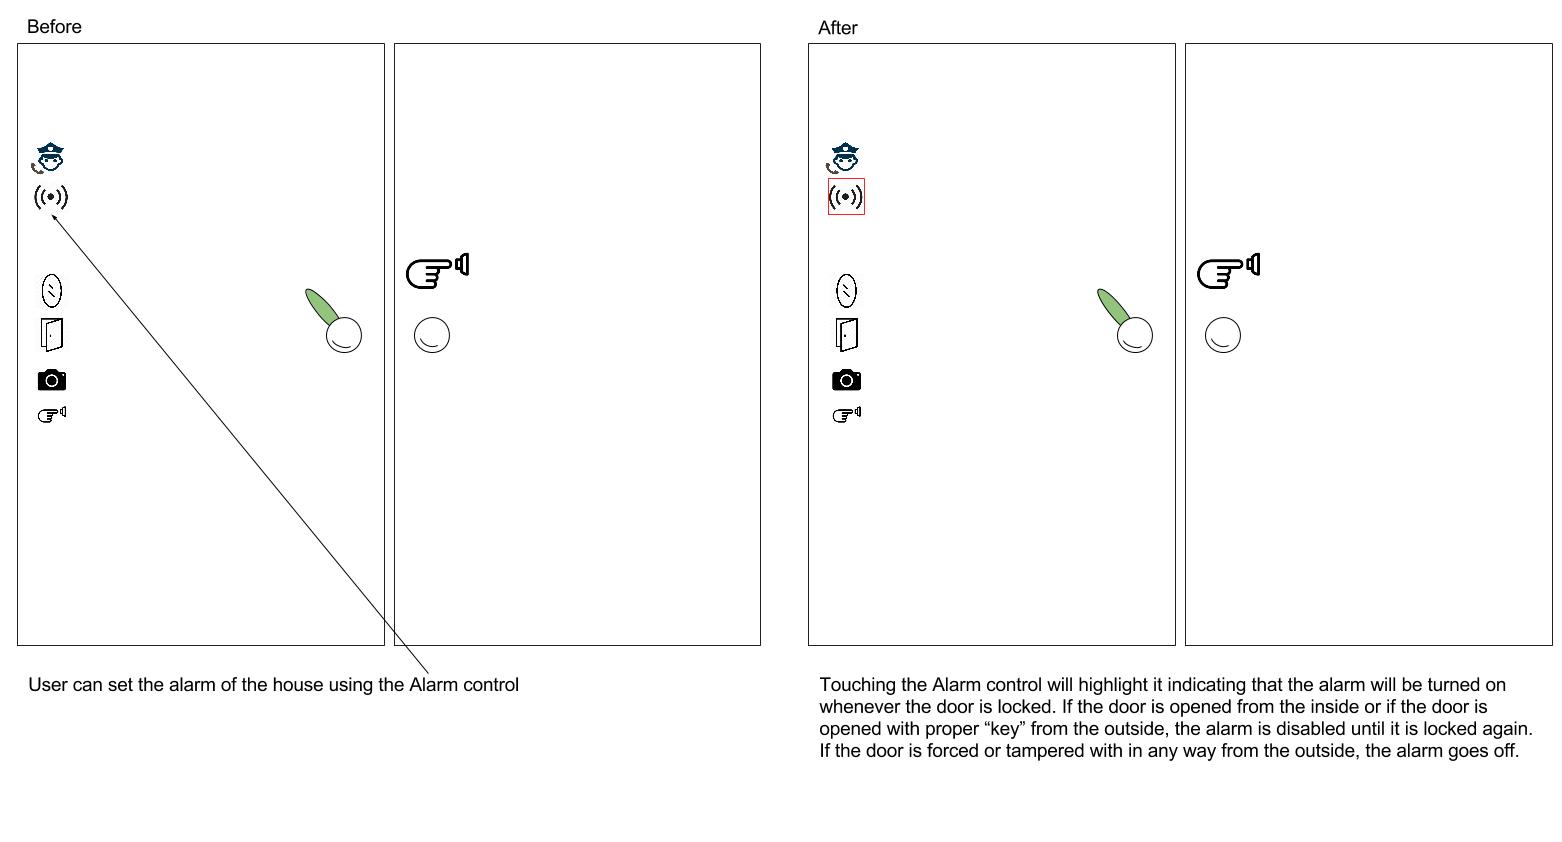 Before
After
User can set the alarm of the house using the Alarm control
Touching the Alarm control will highlight it indicating that the alarm will be turned on
whenever the door is locked. If the door is opened from the inside or if the door is
opened with proper “key” from the outside, the alarm is disabled until it is locked again.
If the door is forced or tampered with in any way from the outside, the alarm goes off.